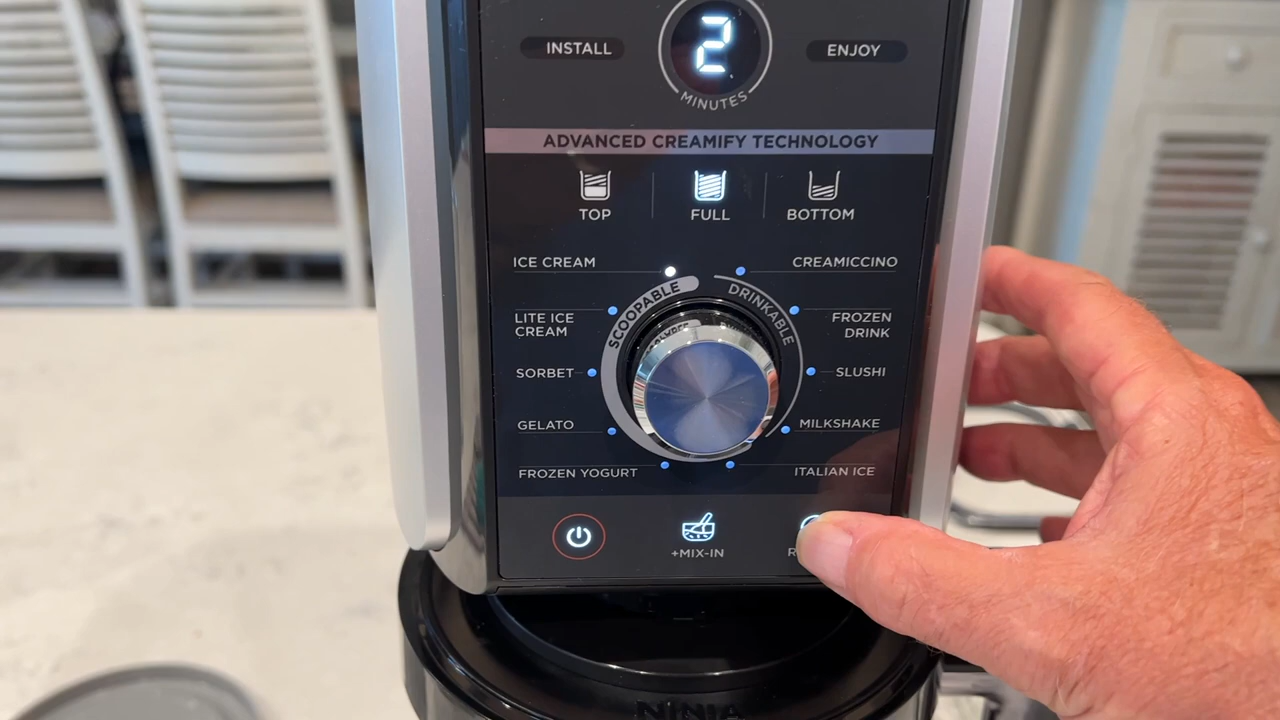 INSTALL
2
ENJOY
MINUTES
ADVANCED CREAMIFY TECHNOLOGY
TOP
FULL
BOTTOM
ICE CREAM
CREAMICCINO
SCOOPABLE
DRINKABLE
LITE ICE
CREAM
FROZEN
DRINK
SORBET
SLUSHI
GELATO
MILKSHAKE
FROZEN YOGURT
ITALIAN ICE
+MIX-IN
NINJA